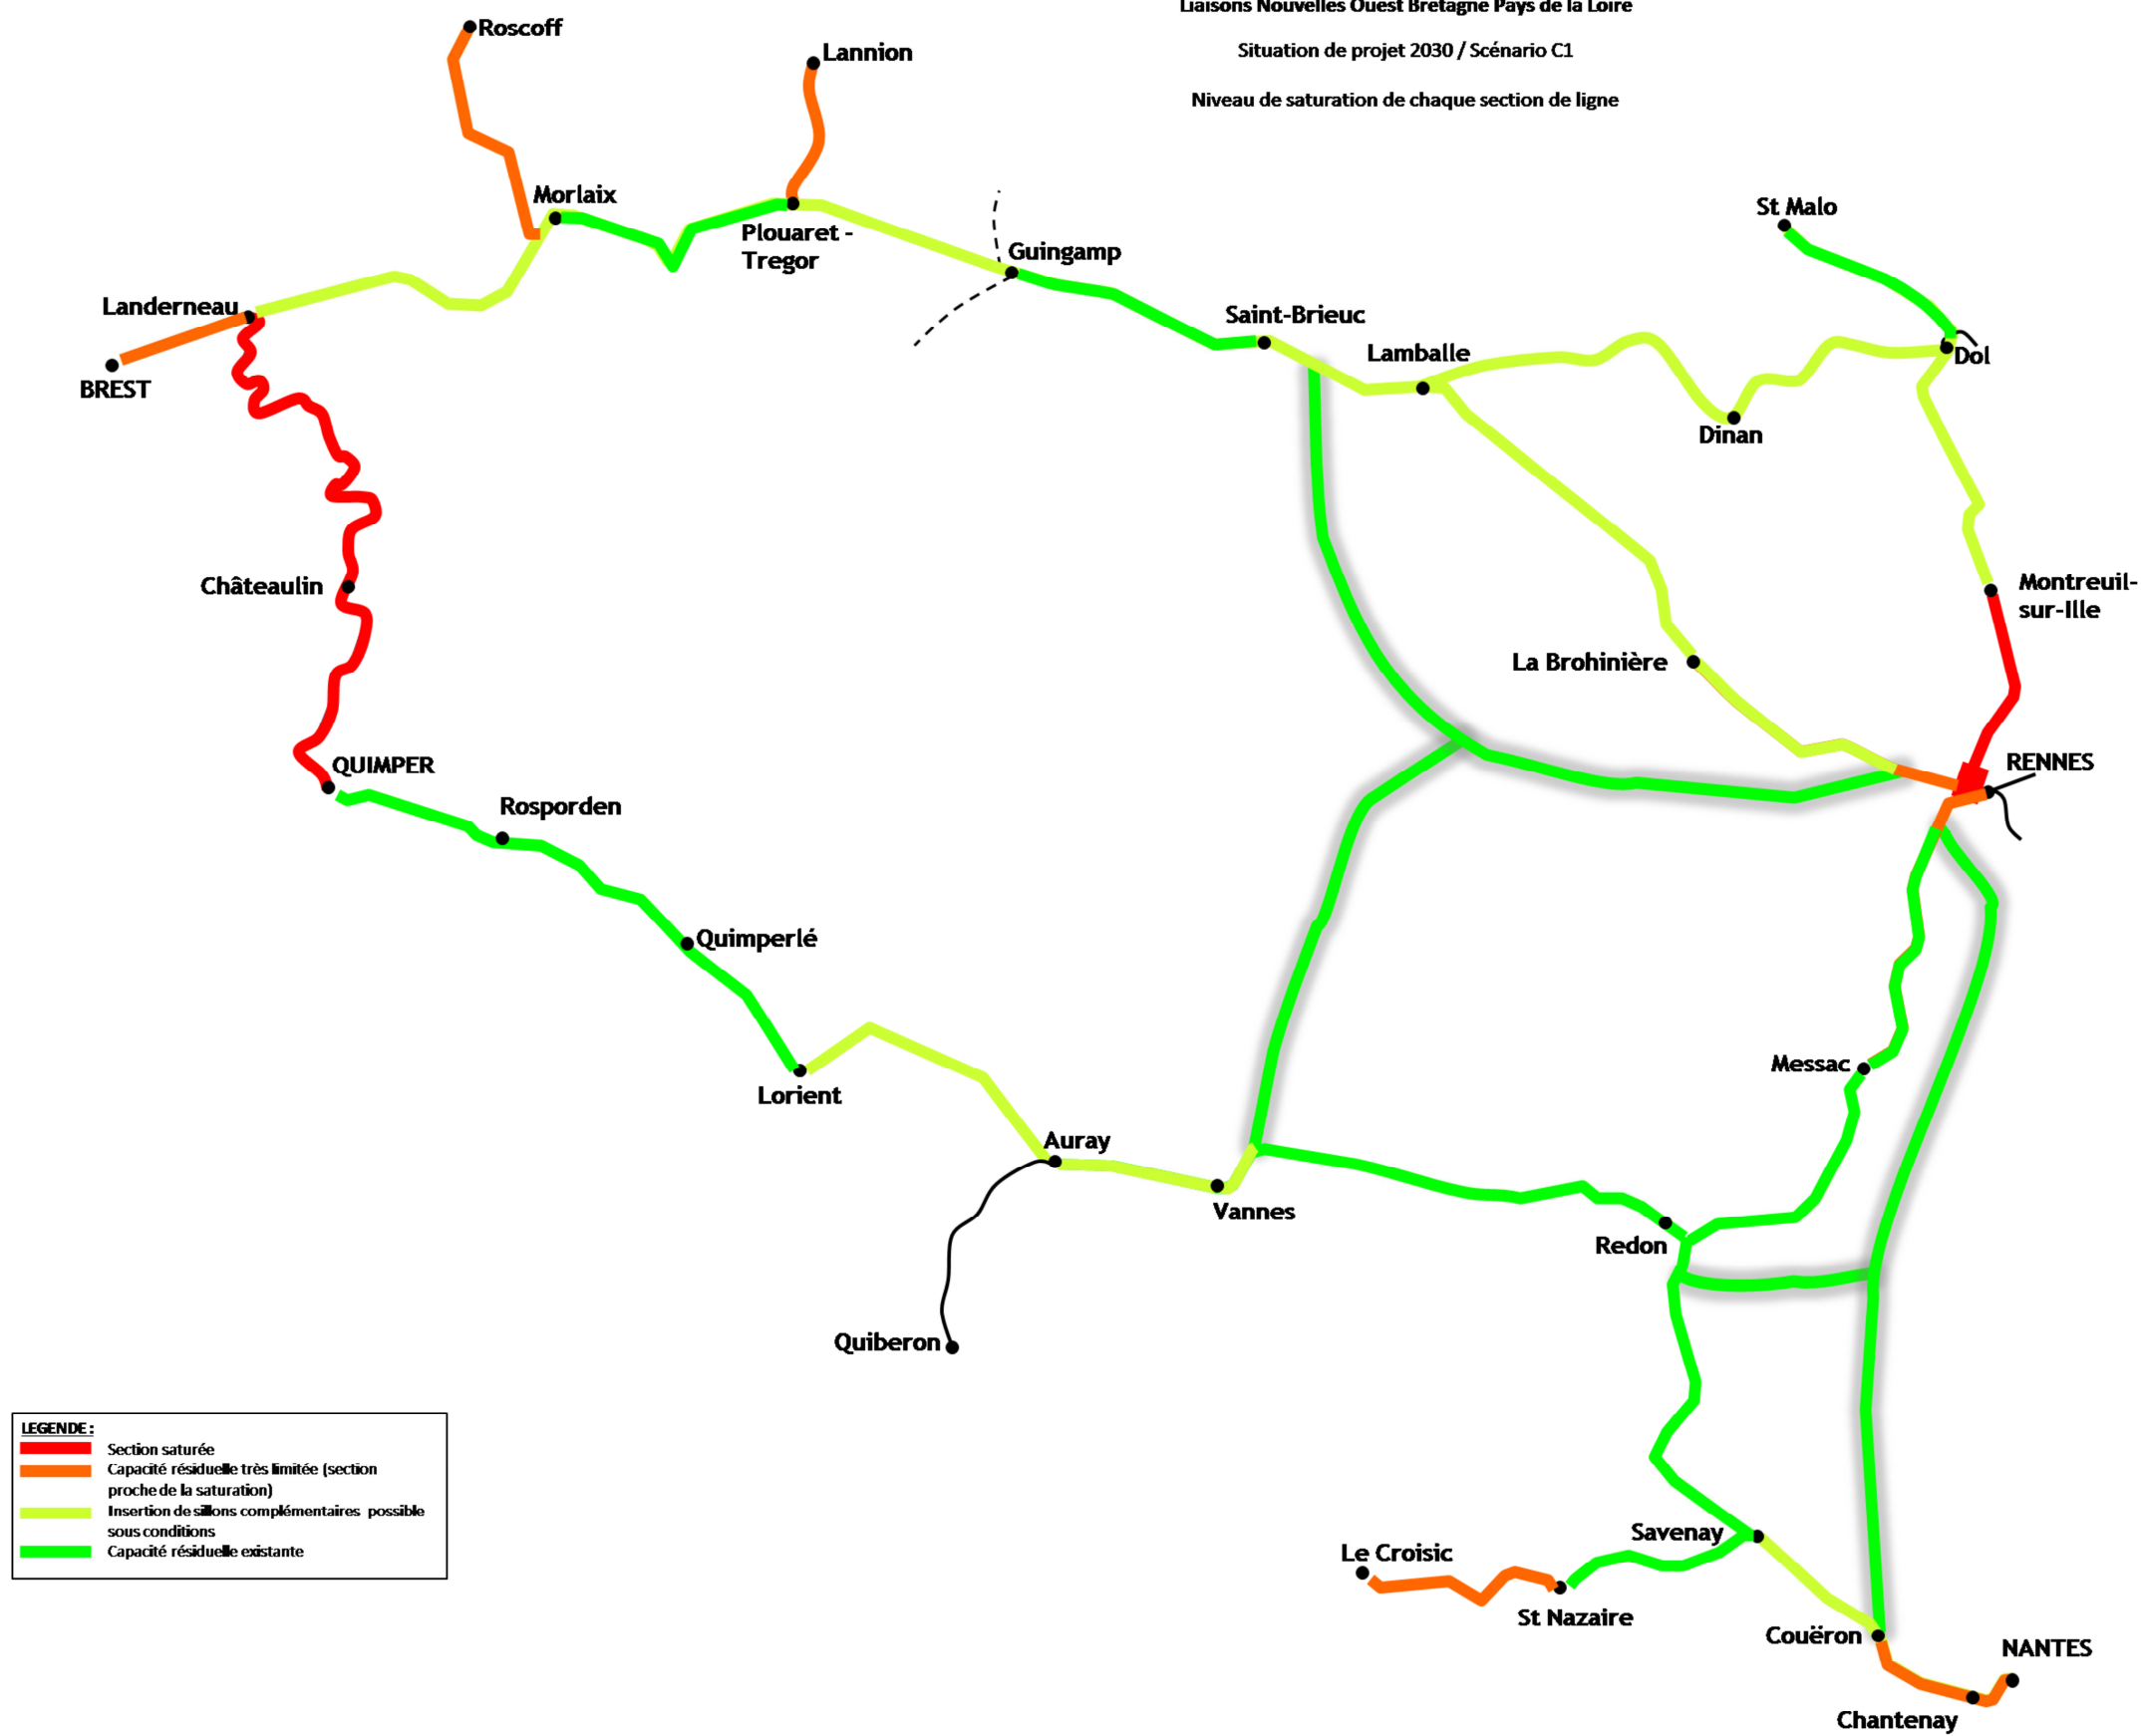 Liaisons Nouvelles Ouest Bretagne Pays de la Loire
Situation de projet 2030 / Scénario C1
Niveau de saturation de chaque section de ligne
Roscoff
Lannion
Morlaix
Plouaret -
Tregor
Guingamp
St Malo
Landerneau
BREST
Saint-Brieuc
Lamballe
Dol
Dinan
Châteaulin
Montreuil-
sur-Ille
La Brohinière
RENNES
QUIMPER
Rosporden
Quimperlé
Lorient
Messac
Auray
Vannes
Redon
Quiberon
LEGENDE :
Section saturée
Capacité résiduelle très limitée (section
proche de la saturation)
Insertion de sillons complémentaires possible
sous conditions
Capacité résiduelle existante
Savenay
Le Croisic
St Nazaire
Couëron
NANTES
Chantenay